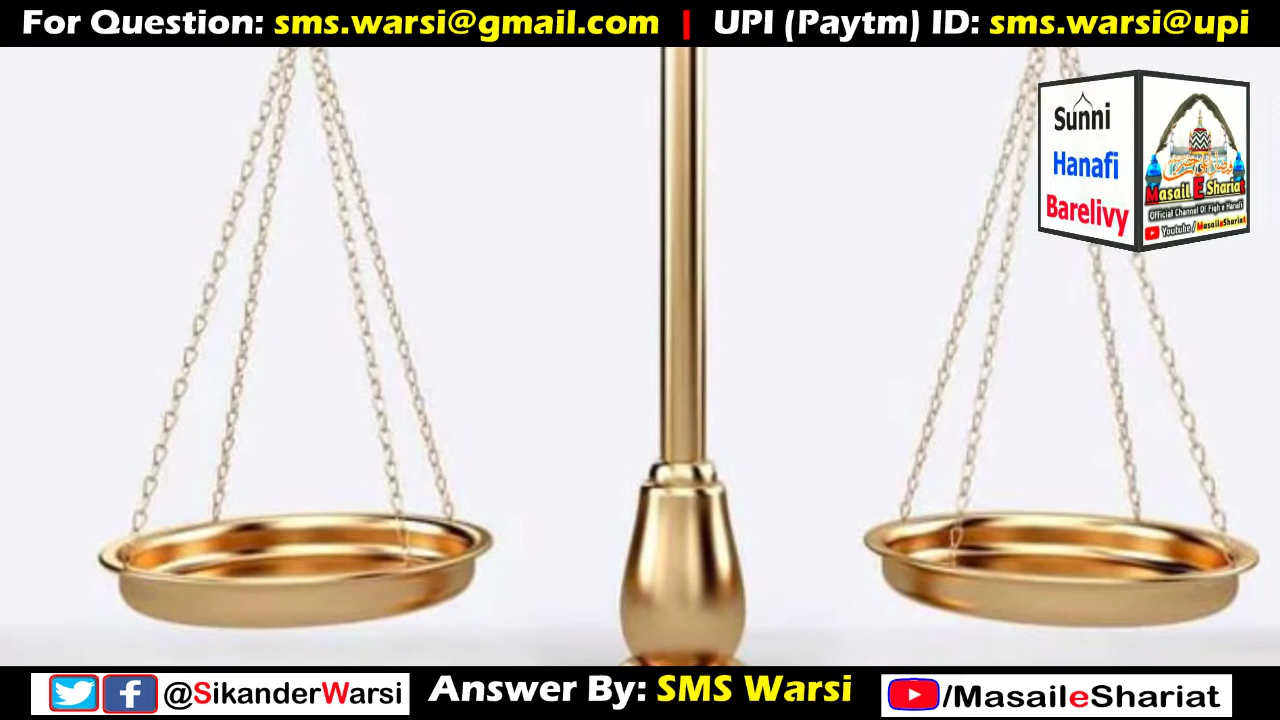 For Question: sms.warsi@gmail.com | UPI (Paytm) ID: sms.warsi@upi
Sunni
Hanafi
Barelivy
Masail E Shariat
Official Channel Of Fiqh e Hanafi
Youtube/MasaileShariat
@SikanderWarsi
Answer By: SMS Warsi
/MasaileShariat